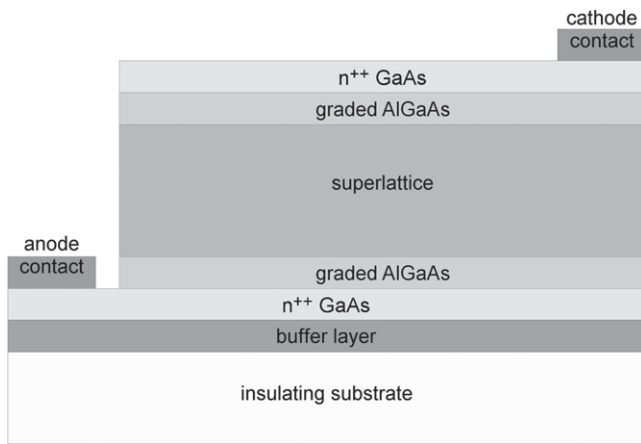 cathode
contact
n++ GaAs
graded AlGaAs
superlattice
anode
contact
graded AlGaAs
n++ GaAs
buffer layer
insulating substrate